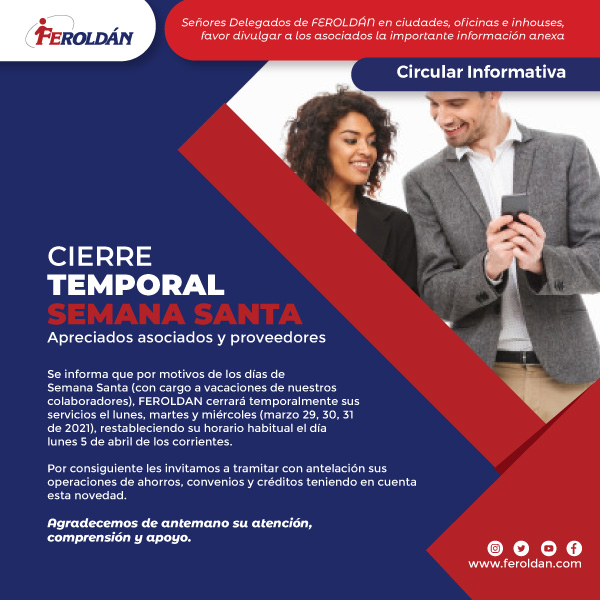 FEROLDÁN
Señores Delegados de FEROLDÁN en ciudades, oficinas e inhouses,
favor divulgar a los asociados la importante información anexa
Circular Informativa
CIERRE
TEMPORAL
SEMANA SANTA
Apreciados asociados y proveedores
Se informa que por motivos de los días de
Semana Santa (con cargo a vacaciones de nuestros
colaboradores), FEROLDAN cerrará temporalmente sus
servicios el lunes, martes y miércoles (marzo 29, 30, 31
de 2021), restableciendo su horario habitual el día
lunes 5 de abril de los corrientes.
Por consiguiente les invitamos a tramitar con antelación sus
operaciones de ahorros, convenios y créditos teniendo en cuenta
esta novedad.
Agradecemos de antemano su atención,
comprensión y apoyo.
www.feroldan.com